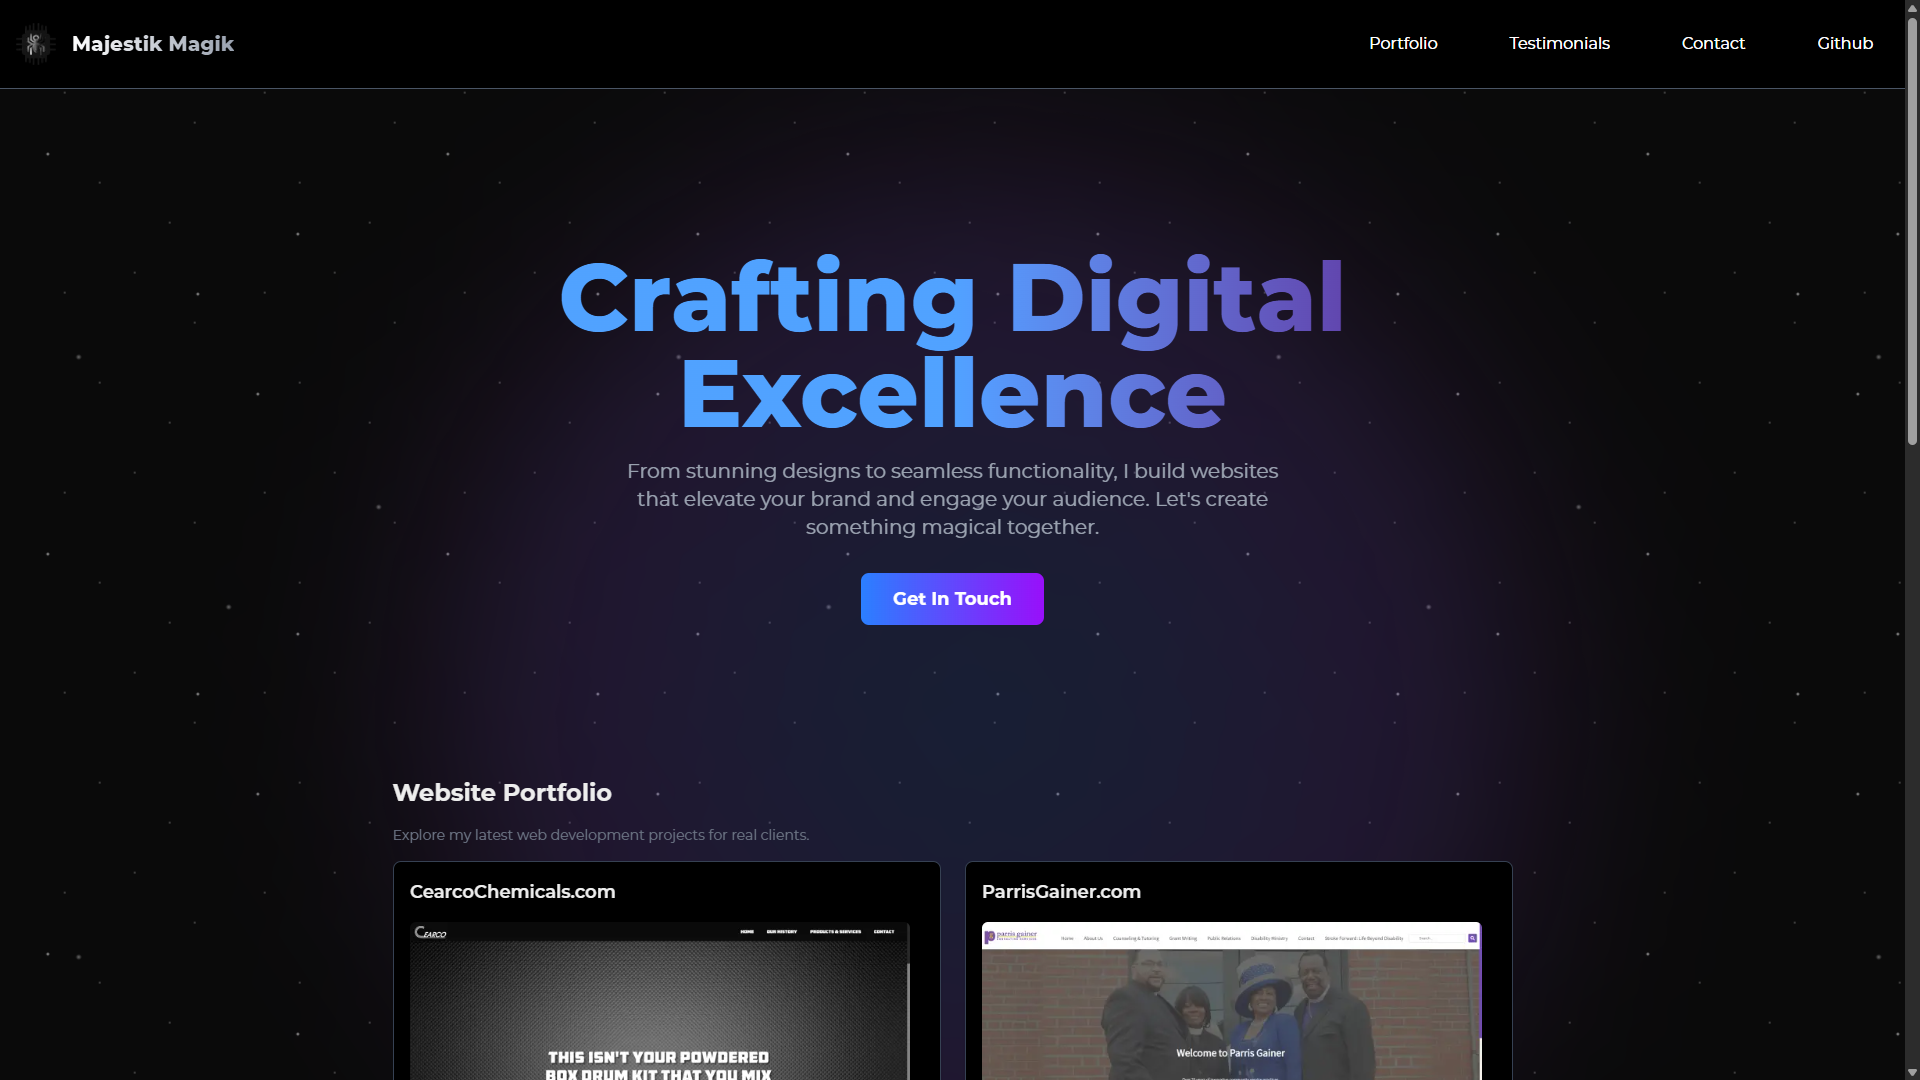 Majestik Magik
Portfolio
Testimonials
Contact
Github
Crafting Digital
Excellence
From stunning designs to seamless functionality, I build websites
that elevate your brand and engage your audience. Let's create
something magical together.
Get In Touch
Website Portfolio
Explore my latest web development projects for real clients.
CearcoChemicals.com
CEARCO
HOME
OUR HISTORY
PRODUCTS & SERVICES
CONTACT
THIS ISN'T YOUR POWDERED
BOX DRUM KIT THAT YOU MIX
ParrisGainer.com
parris gainer
Home
About Us
Counseling & Tutoring
Grant Writing
Public Relations
Disability Ministry
Contact
Stroke Forward: Life Beyond Disability
Search...
Welcome to Parris Gainer